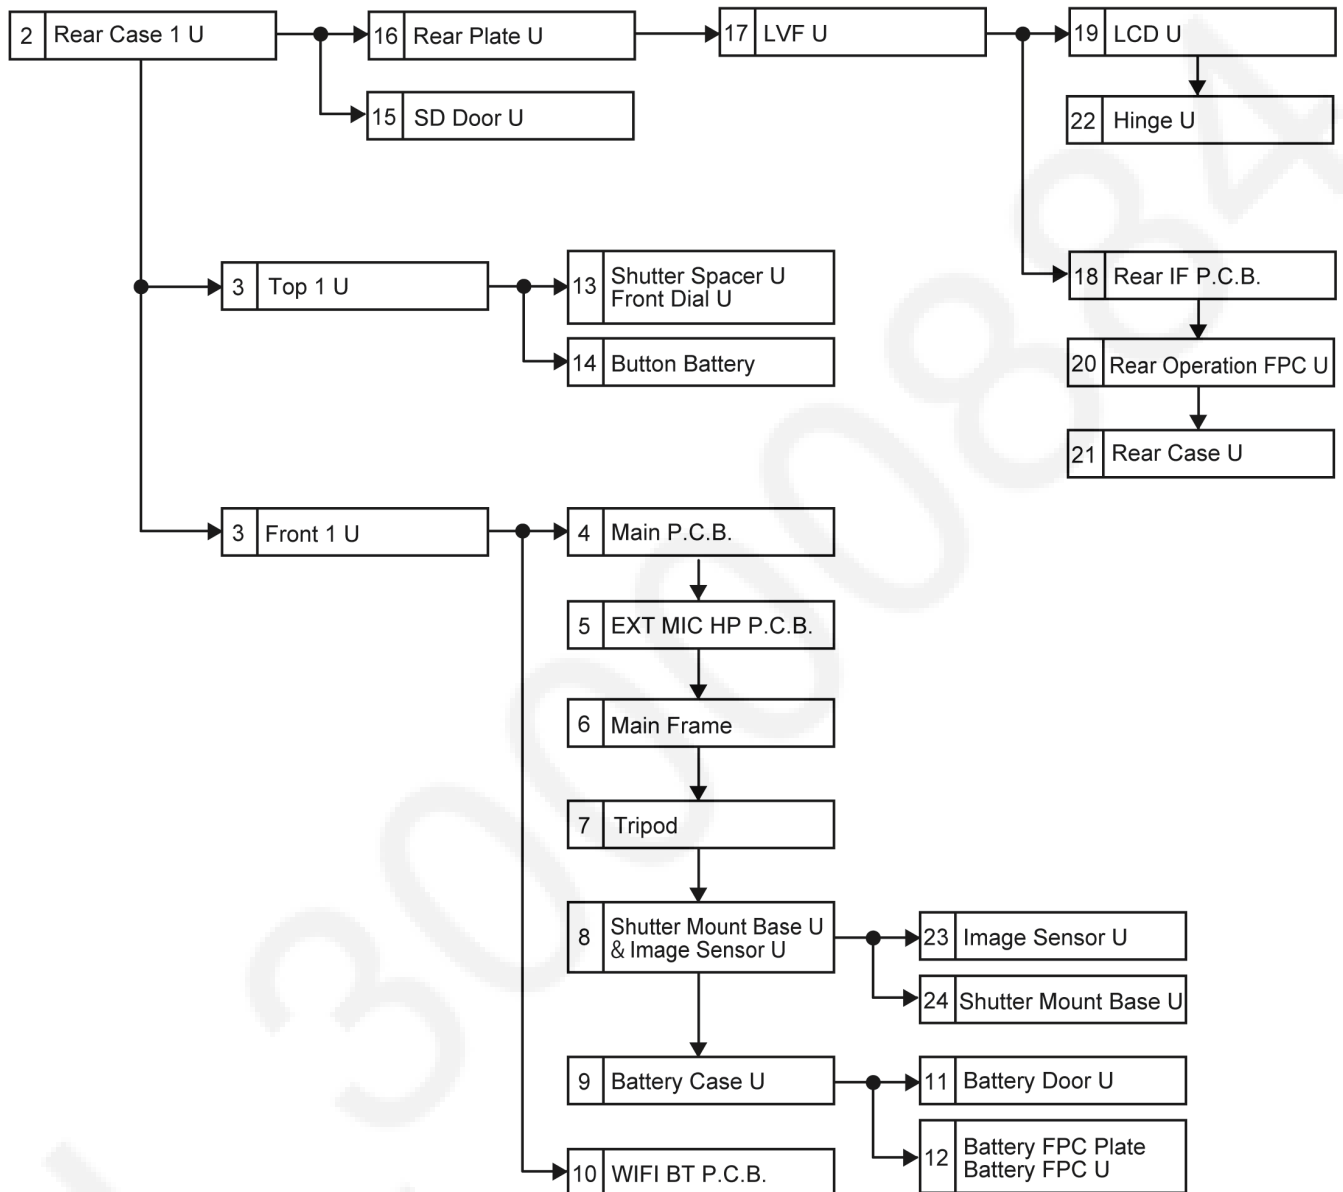 2 Rear Case 1 U
16 Rear Plate U
17 LVF U
19 LCD U
15 SD Door U
22 Hinge U
3 Top 1 U
13 Shutter Spacer U
Front Dial U
18 Rear IF P.C.B.
14 Button Battery
20 Rear Operation FPC U
21 Rear Case U
3 Front 1 U
4 Main P.C.B.
5 EXT MIC HP P.C.B.
6 Main Frame
7 Tripod
8 Shutter Mount Base U
& Image Sensor U
23 Image Sensor U
24 Shutter Mount Base U
9 Battery Case U
11 Battery Door U
12 Battery FPC Plate
Battery FPC U
10 WIFI BT P.C.B.
30000884